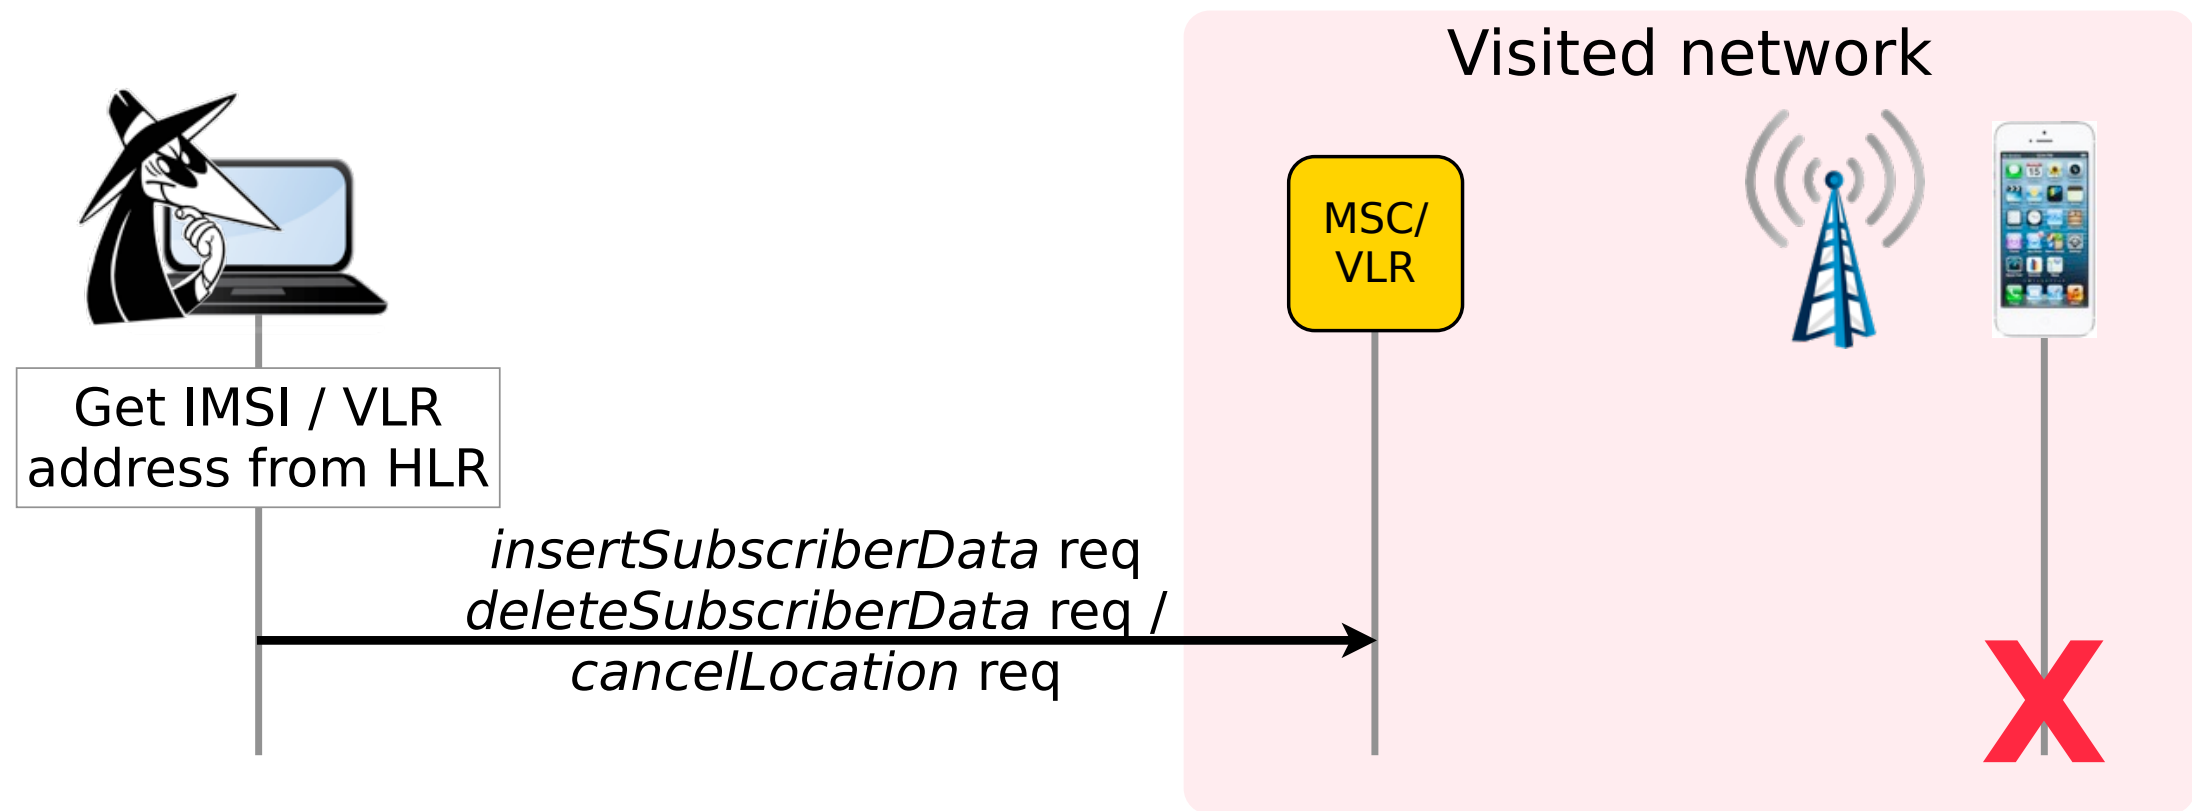 Visited network
MSC/
VLR
Get IMSI / VLR
address from HLR
insertSubscriberData req
deleteSubscriberData req /
cancelLocation req
X